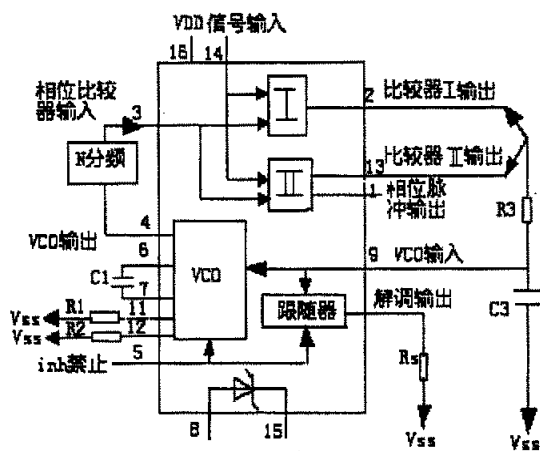 VDD 信号输入
16 14
相位比较
器输入
3
I
2 比较器I输出
N分频
II
13 比较器 II输出
1 相位脉
冲输出
R3
4
VCO输出
6
VCO
9 VCO输入
C1
7
跟随器
解调输出
C3
Vss R1 11
Vss R2 12
inh禁止 5
Rs
8 15
Vss
Vss